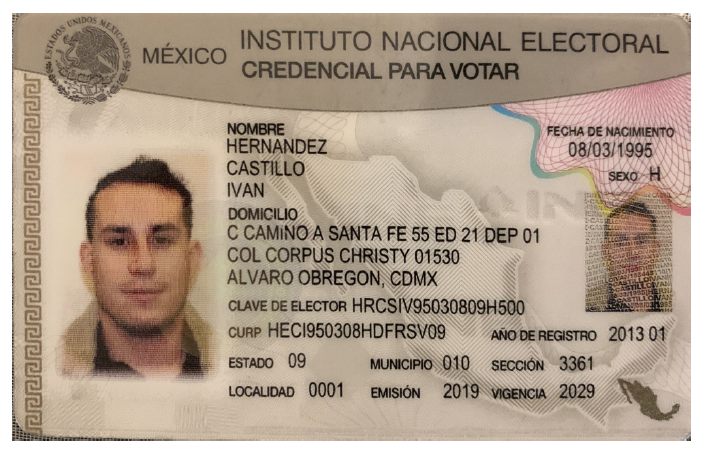 ESTADOS UNIDOS MEXICANOS
MÉXICO INSTITUTO NACIONAL ELECTORAL
CREDENCIAL PARA VOTAR
NOMBRE
HERNANDEZ
CASTILLO
IVAN
FECHA DE NACIMIENTO
08/03/1995
SEXO H
DOMICILIO
C CAMINO A SANTA FE 55 ED 21 DEP 01
COL CORPUS CHRISTY 01530
ALVARO OBREGON, CDMX
CLAVE DE ELECTOR HRCSIV95030809H500
CURP HECI950308HDFRSV09 AÑO DE REGISTRO 2013 01
ESTADO 09 MUNICIPIO 010 SECCIÓN 3361
LOCALIDAD 0001 EMISIÓN 2019 VIGENCIA 2029
INE